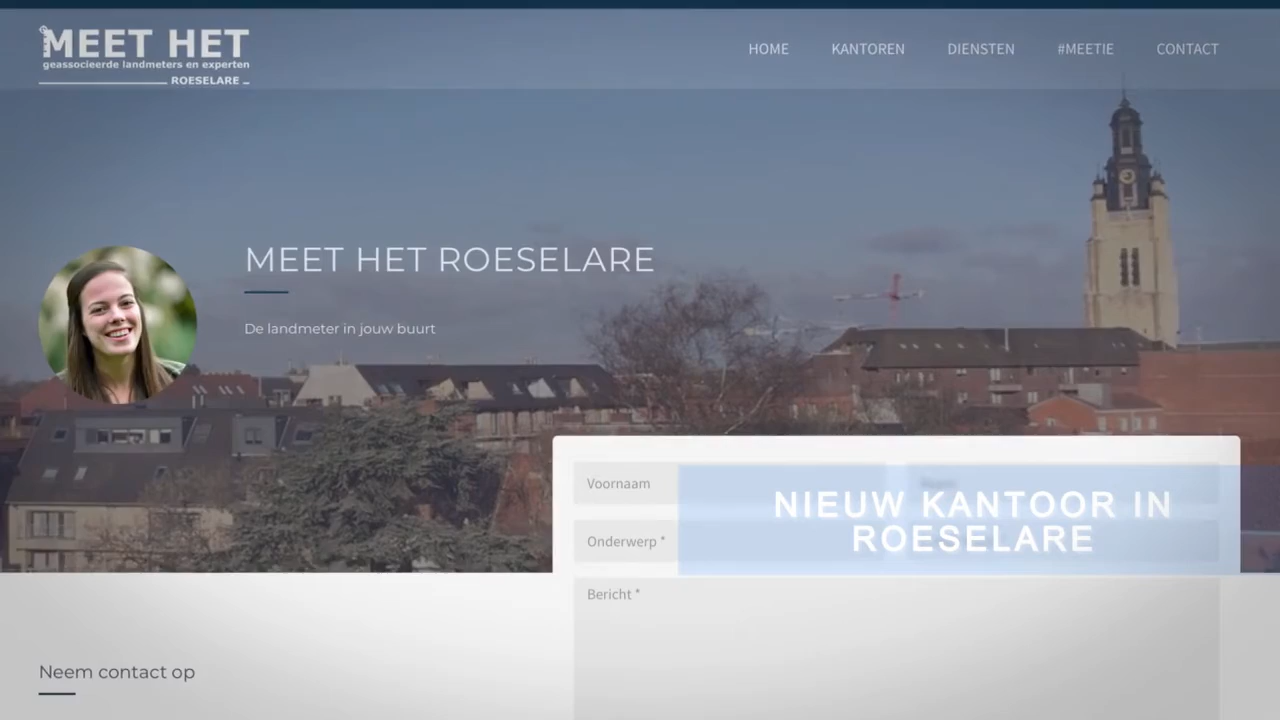 MEET HET
geassocieerde landmeters en experten
ROESELARE
HOME KANTOREN DIENSTEN #MEETIE CONTACT
MEET HET ROESELARE
De landmeter in jouw buurt
Voornaam
NIEUW KANTOOR IN
ROESELARE
Onderwerp *
Bericht *
Neem contact op